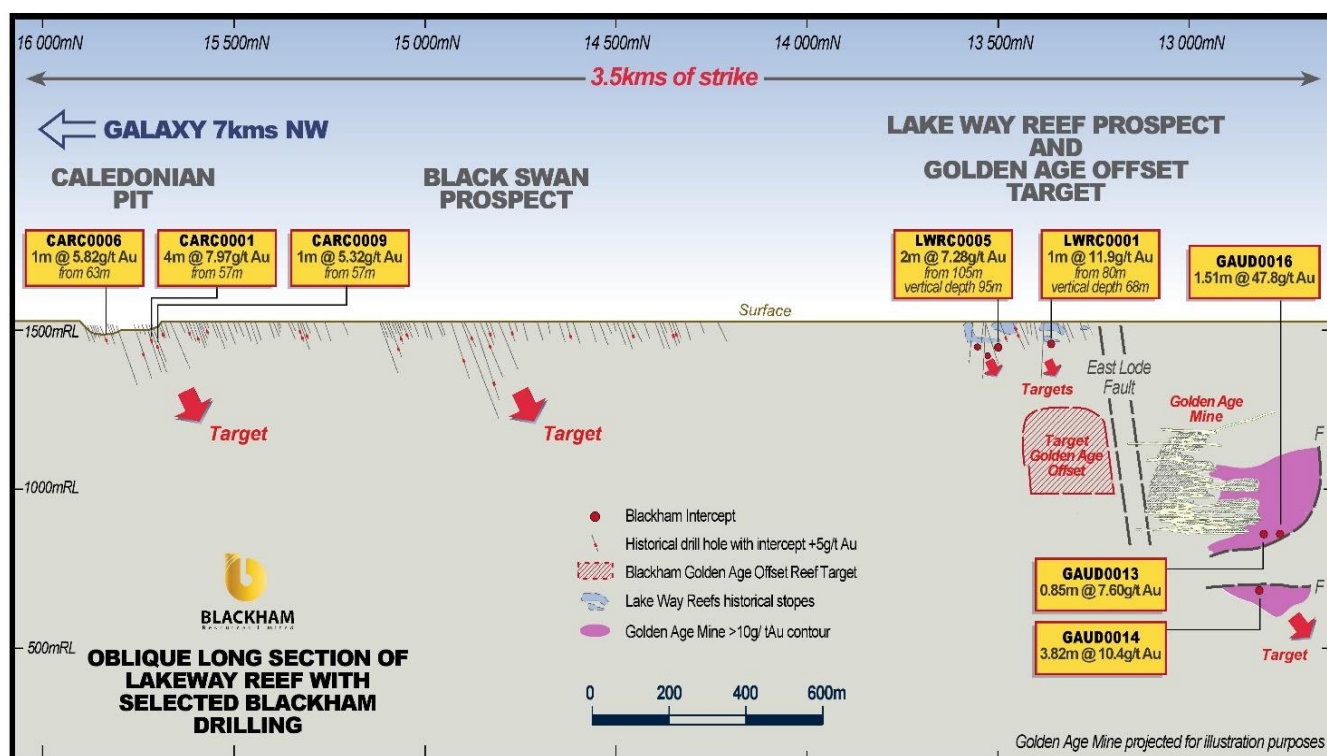 16 000mN
15 500mN
15 000mN
14 500mN
14 000mN
13 500mN
13 000mN
3.5kms of strike
GALAXY 7kms NW
CALEDONIAN
PIT
BLACK SWAN
PROSPECT
LAKE WAY REEF PROSPECT
AND
GOLDEN AGE OFFSET
TARGET
CARC0006
1m @ 5.82g/t Au
from 63m
CARC0001
4m @ 7.97g/t Au
from 57m
CARC0009
1m @ 5.32g/t Au
from 57m
LWRC0005
2m @ 7.28g/t Au
from 105m
vertical depth 95m
LWRC0001
1m @ 11.9g/t Au
from 80m
vertical depth 68m
GAUD0016
1.51m @ 47.8g/t Au
Surface
1500mRL
1000mRL
500mRL
Target
Target
Targets
East Lode
Fault
Golden Age
Mine
F
Target
Golden Age
Offset
Blackham Intercept
Historical drill hole with intercept +5g/t Au
Blackham Golden Age Offset Reef Target
Lake Way Reefs historical stopes
Golden Age Mine >10g/ tAu contour
GAUD0013
0.85m @ 7.60g/t Au
F
GAUD0014
3.82m @ 10.4g/t Au
Target
BLACKHAM
Resources Limited
OBLIQUE LONG SECTION OF
LAKEWAY REEF WITH
SELECTED BLACKHAM
DRILLING
0 200 400 600m
Golden Age Mine projected for illustration purposes